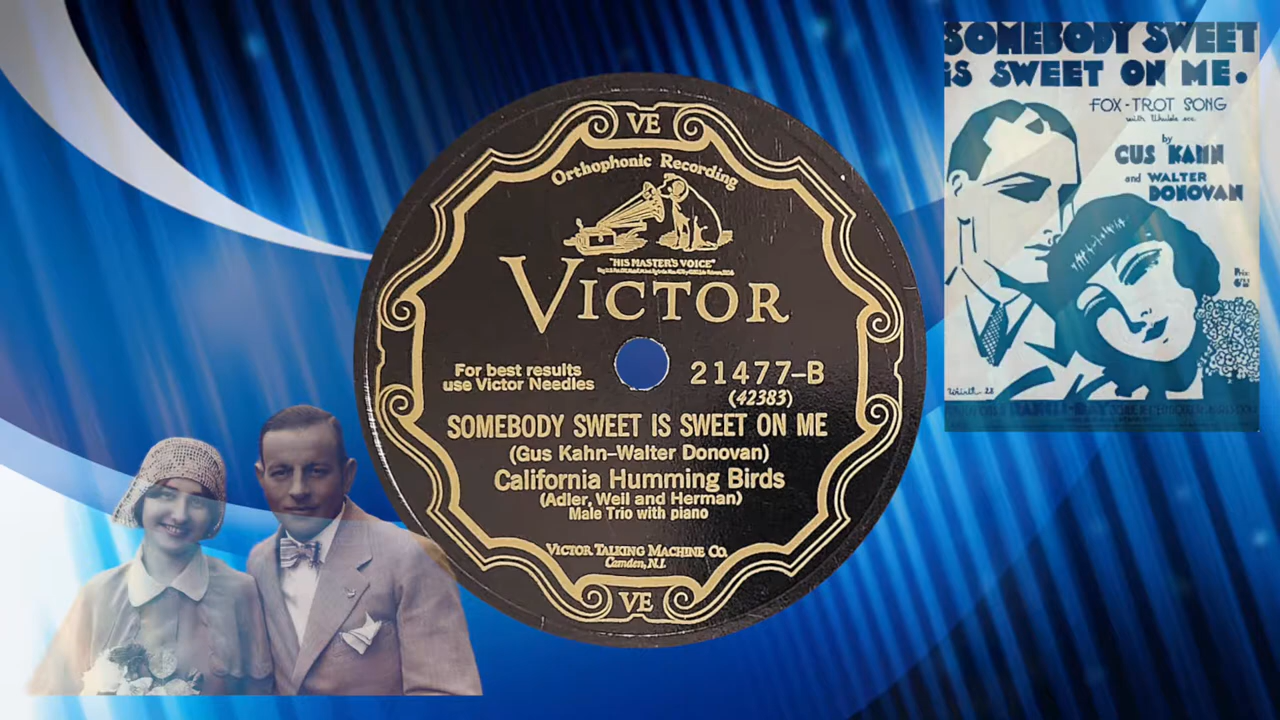 VE
Orthophonic Recording
"HIS MASTER'S VOICE"
VICTOR
For best results
use Victor Needles
21477-B
(42383)
SOMEBODY SWEET IS SWEET ON ME
(Gus Kahn-Walter Donovan)
California Humming Birds
(Adler, Weil and Herman)
Male Trio with piano
VICTOR TALKING MACHINE CO.
Camden, N.J.
VE
SOMEBODY SWEET
iS SWEET ON ME.
FOX-TROT SONG
with Ukulele acc.
by
GUS KAHN
and WALTER
DONOVAN